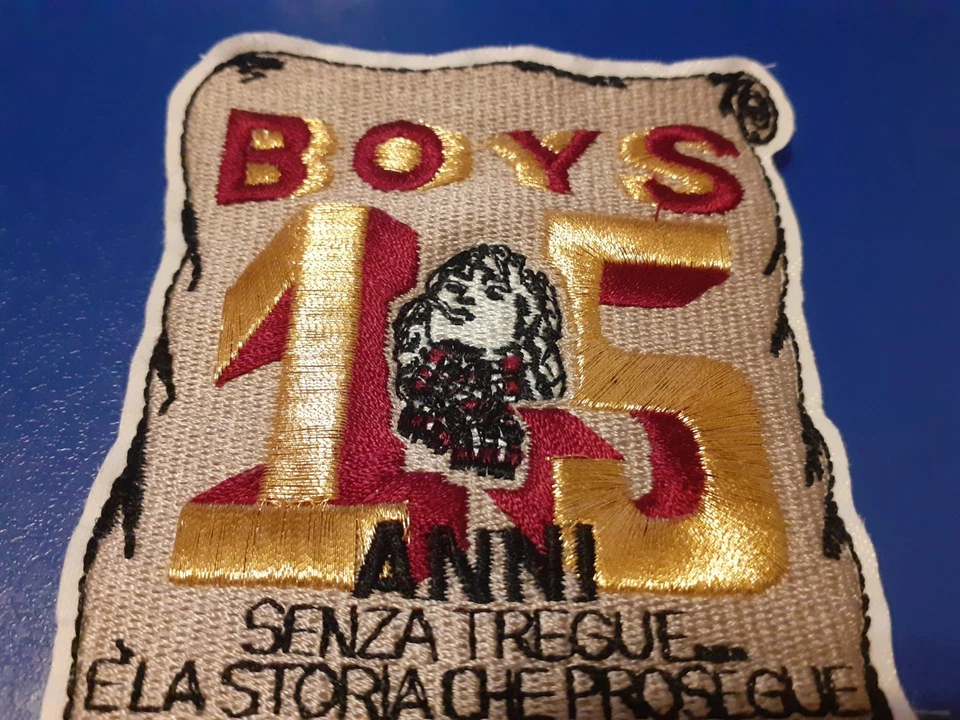 BOYS
15
ANNI
SENZA TREGUE....
È LA STORIA CHE PROSEGUE